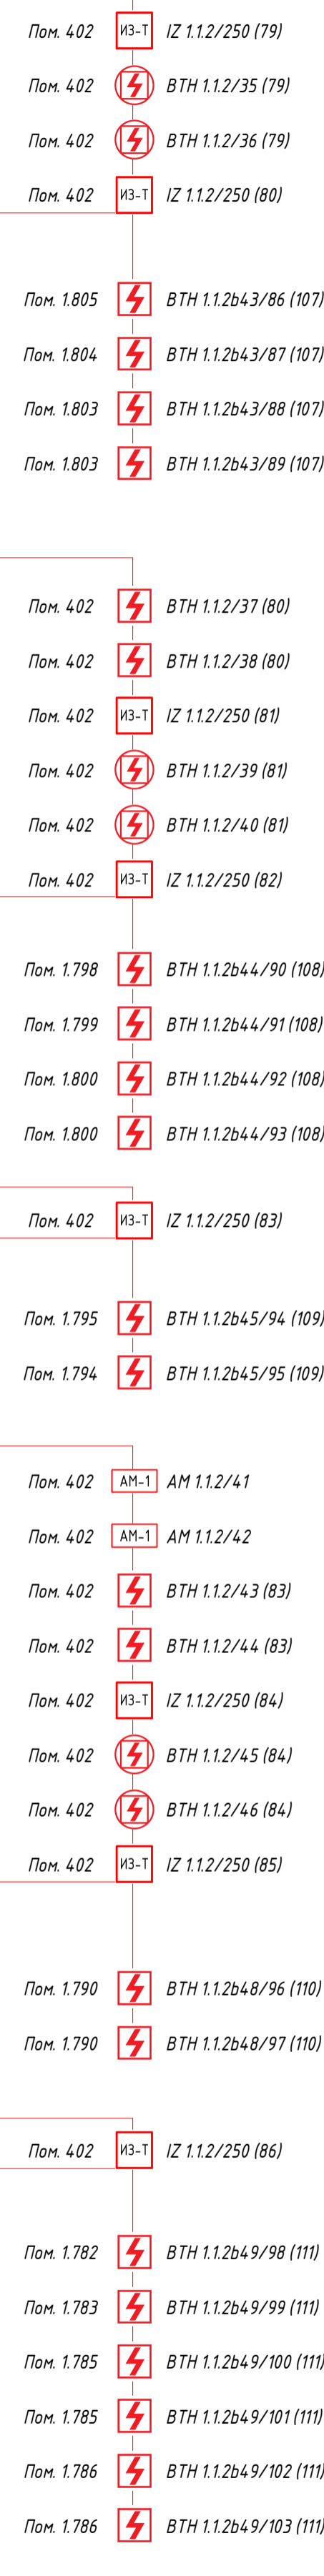 Пом. 402 ИЗ-Т IZ 1.1.2/250 (79)
Пом. 402 BTH 1.1.2/35 (79)
Пом. 402 BTH 1.1.2/36 (79)
Пом. 402 ИЗ-Т IZ 1.1.2/250 (80)
Пом. 1.805 BTH 1.1.2b43/86 (107)
Пом. 1.804 BTH 1.1.2b43/87 (107)
Пом. 1.803 BTH 1.1.2b43/88 (107)
Пом. 1.803 BTH 1.1.2b43/89 (107)
Пом. 402 BTH 1.1.2/37 (80)
Пом. 402 BTH 1.1.2/38 (80)
Пом. 402 ИЗ-Т IZ 1.1.2/250 (81)
Пом. 402 BTH 1.1.2/39 (81)
Пом. 402 BTH 1.1.2/40 (81)
Пом. 402 ИЗ-Т IZ 1.1.2/250 (82)
Пом. 1.798 BTH 1.1.2b44/90 (108)
Пом. 1.799 BTH 1.1.2b44/91 (108)
Пом. 1.800 BTH 1.1.2b44/92 (108)
Пом. 1.800 BTH 1.1.2b44/93 (108)
Пом. 402 ИЗ-Т IZ 1.1.2/250 (83)
Пом. 1.795 BTH 1.1.2b45/94 (109)
Пом. 1.794 BTH 1.1.2b45/95 (109)
Пом. 402 АМ-1 AM 1.1.2/41
Пом. 402 АМ-1 AM 1.1.2/42
Пом. 402 BTH 1.1.2/43 (83)
Пом. 402 BTH 1.1.2/44 (83)
Пом. 402 ИЗ-Т IZ 1.1.2/250 (84)
Пом. 402 BTH 1.1.2/45 (84)
Пом. 402 BTH 1.1.2/46 (84)
Пом. 402 ИЗ-Т IZ 1.1.2/250 (85)
Пом. 1.790 BTH 1.1.2b48/96 (110)
Пом. 1.790 BTH 1.1.2b48/97 (110)
Пом. 402 ИЗ-Т IZ 1.1.2/250 (86)
Пом. 1.782 BTH 1.1.2b49/98 (111)
Пом. 1.783 BTH 1.1.2b49/99 (111)
Пом. 1.785 BTH 1.1.2b49/100 (111)
Пом. 1.785 BTH 1.1.2b49/101 (111)
Пом. 1.786 BTH 1.1.2b49/102 (111)
Пом. 1.786 BTH 1.1.2b49/103 (111)